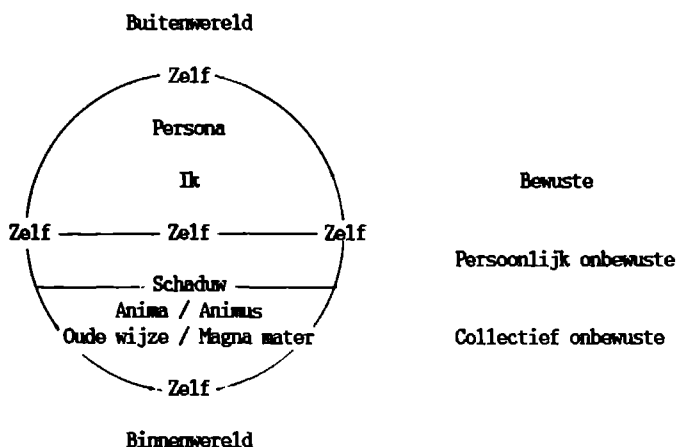 Buitenwereld
Zelf
Persona
Ik
Bewuste
Zelf Zelf Zelf
Persoonlijk onbewuste
Schaduw
Anima / Animus
Oude wijze / Magna mater
Collectief onbewuste
Zelf
Binnenwereld